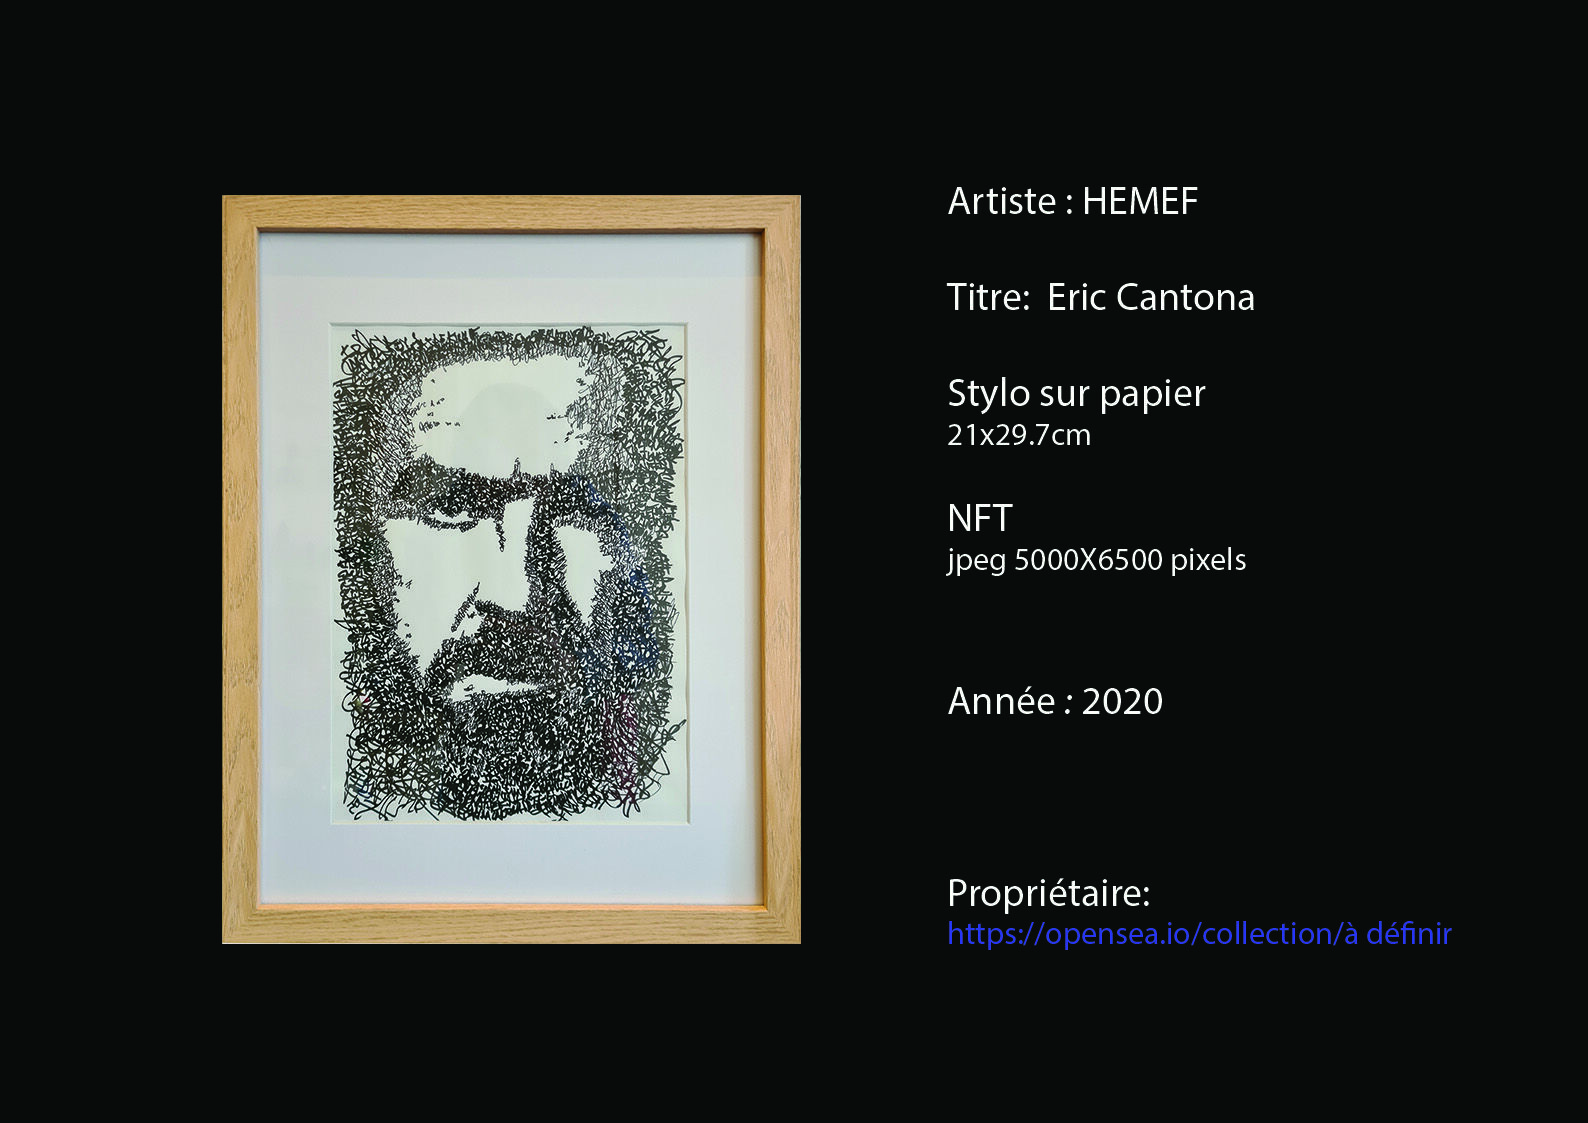 Artiste : HEMEF
Titre: Eric Cantona
Stylo sur papier
21x29.7cm
NFT
jpeg 5000X6500 pixels
Année : 2020
Propriétaire:
https://opensea.io/collection/à définir